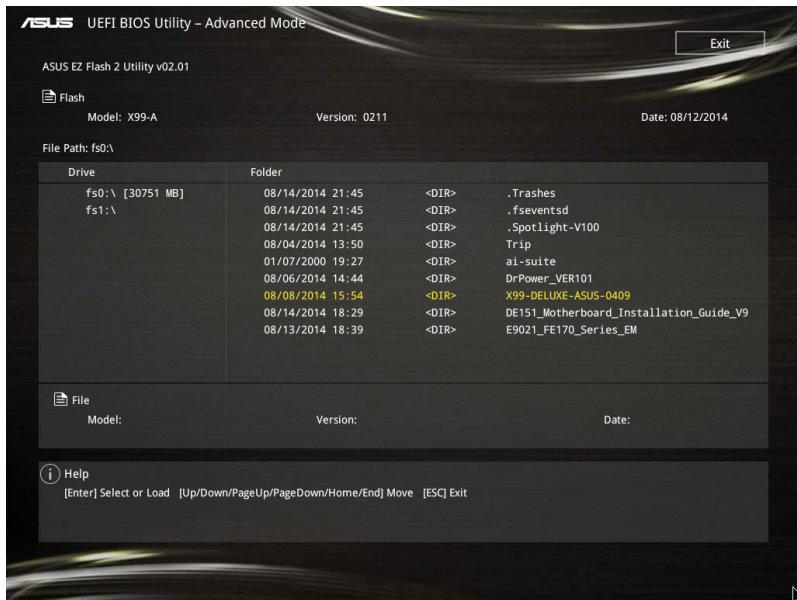 ASUS UEFI BIOS Utility – Advanced Mode
Exit
ASUS EZ Flash 2 Utility v02.01
Flash
Model: X99-A Version: 0211 Date: 08/12/2014
File Path: fs0:\
Drive Folder
fs0:\ [30751 MB] 08/14/2014 21:45 <DIR> .Trashes
fs1:\ 08/14/2014 21:45 <DIR> .fseventsd
08/14/2014 21:45 <DIR> .Spotlight-V100
08/04/2014 13:50 <DIR> Trip
01/07/2000 19:27 <DIR> ai-suite
08/06/2014 14:44 <DIR> DrPower_VER101
08/08/2014 15:54 <DIR> X99-DELUXE-ASUS-0409
08/14/2014 18:29 <DIR> DE151_Motherboard_Installation_Guide_V9
08/13/2014 18:39 <DIR> E9021_FE170_Series_EM
File
Model: Version: Date:
Help
[Enter] Select or Load [Up/Down/PageUp/PageDown/Home/End] Move [ESC] Exit